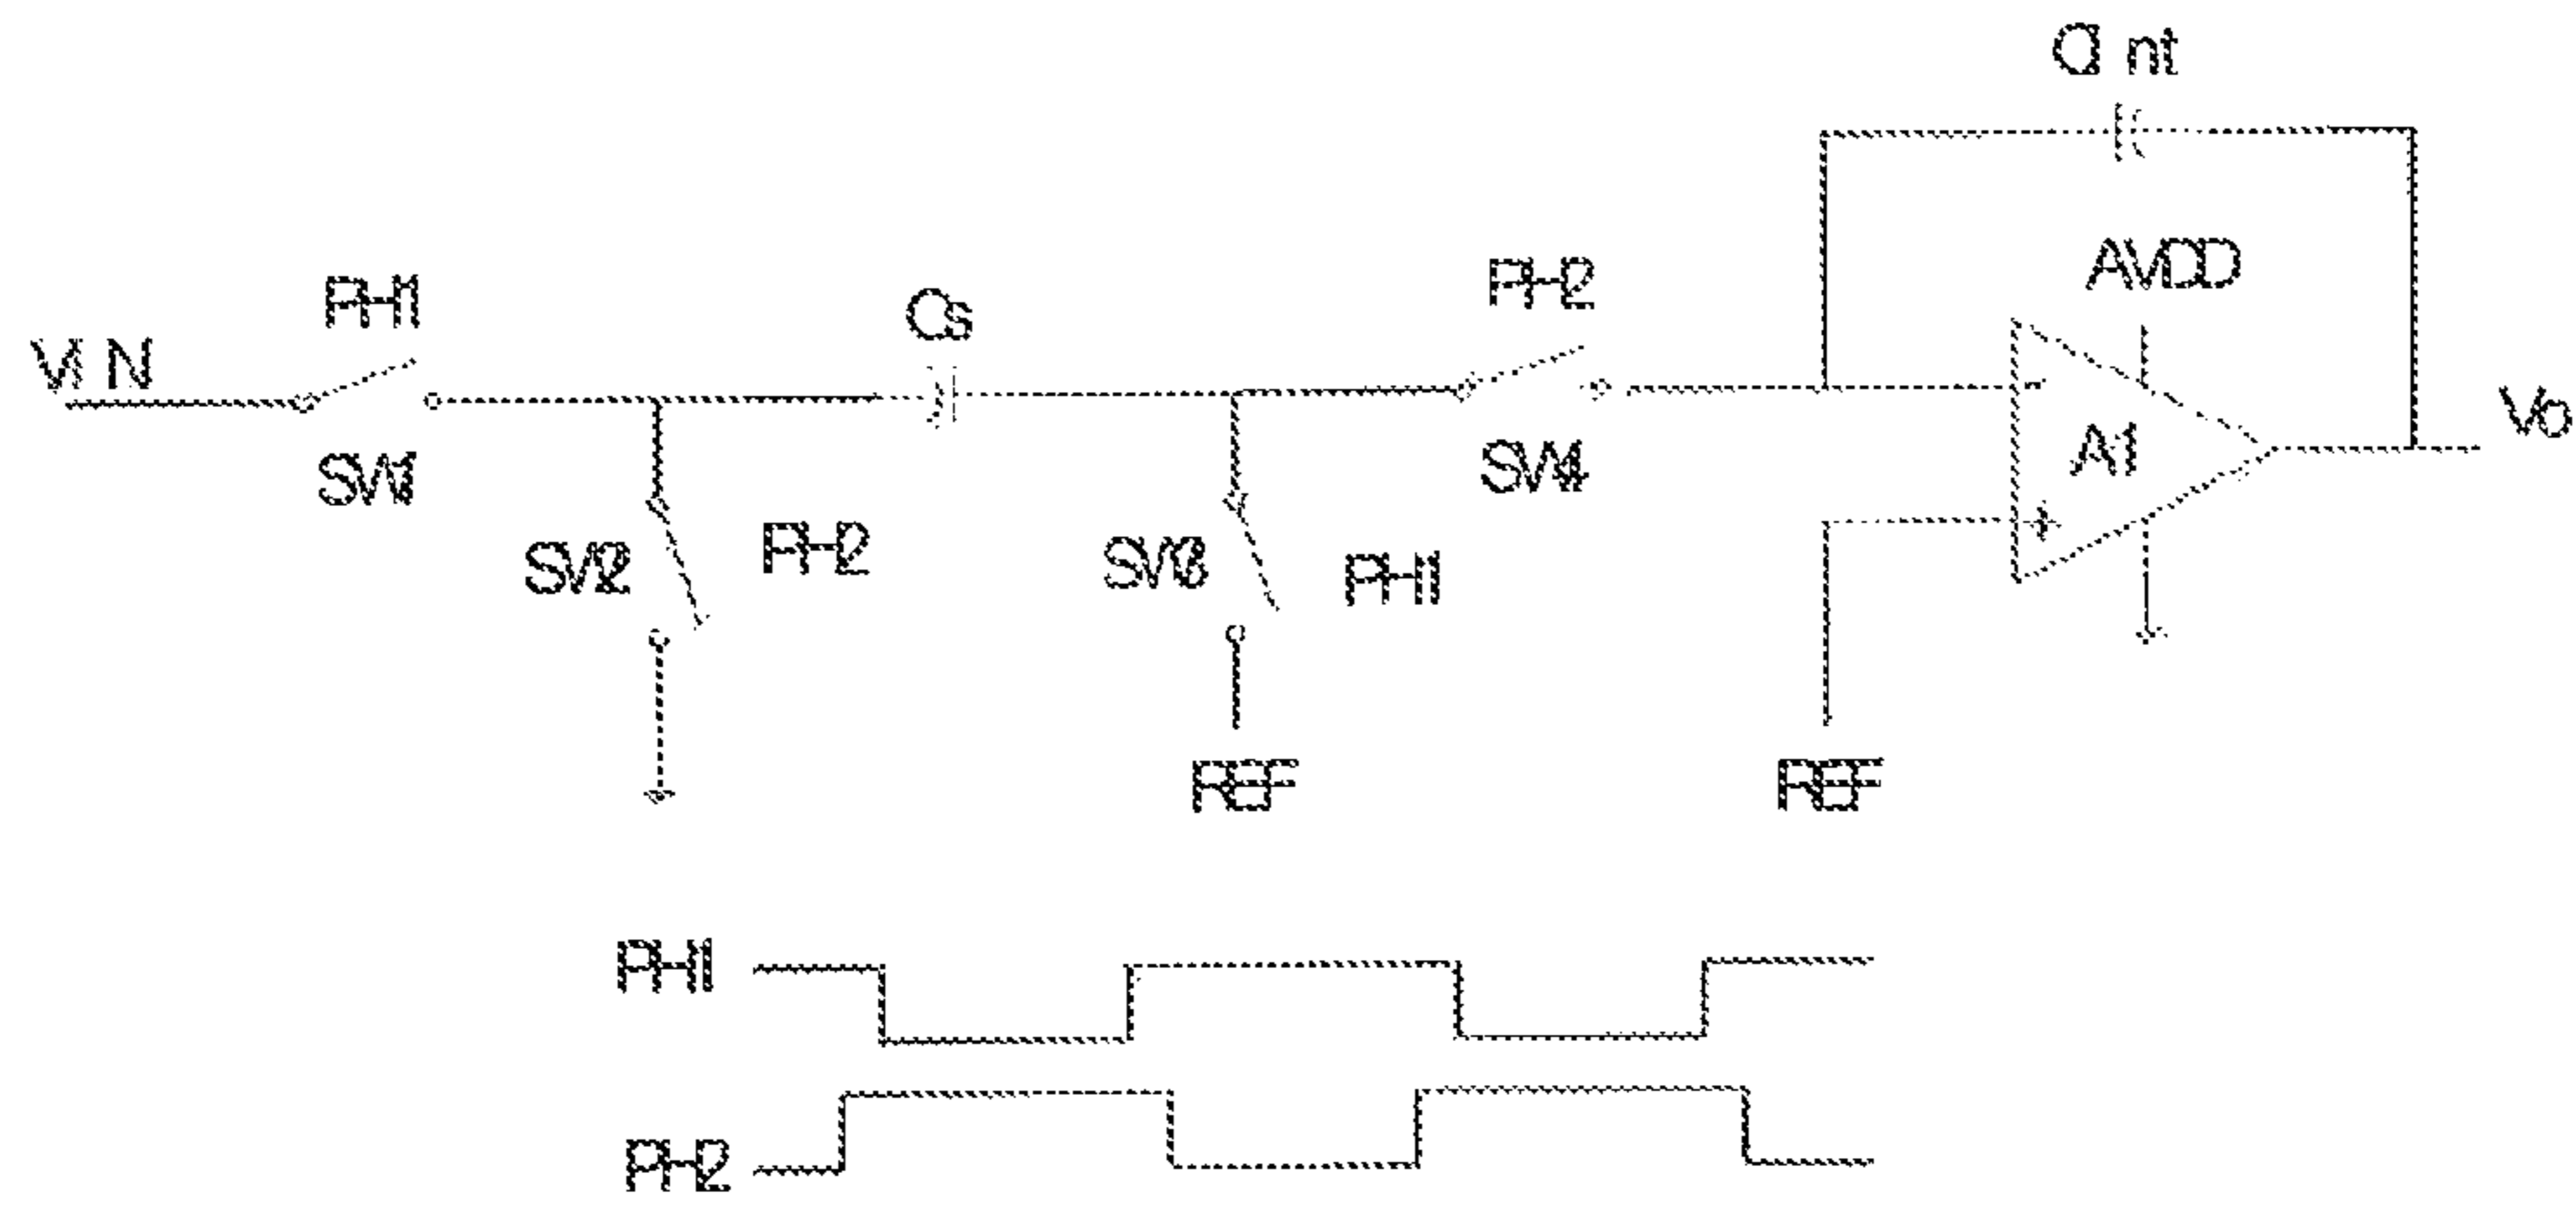 Cint
AVDD
PH1
Cs
PH2
VIN
Vo
A1
SW1
SW4
SW2
PH2
SW3
PH1
REF
REF
PH1
PH2